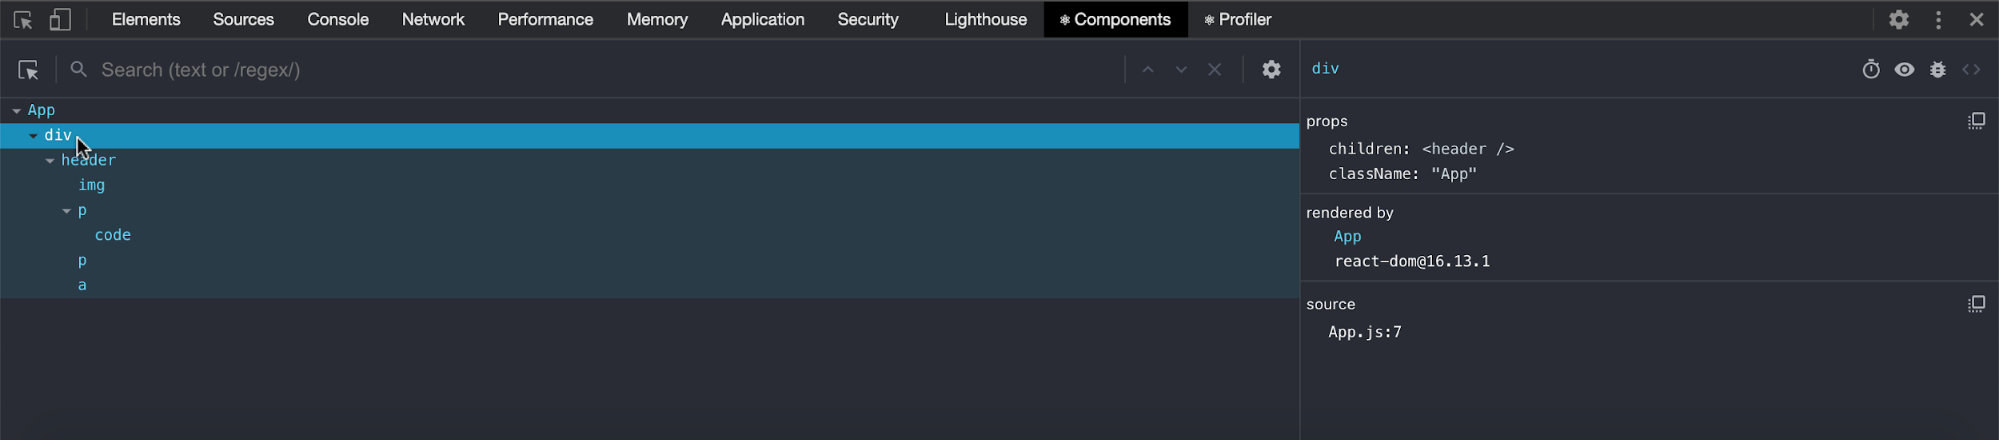 Elements Sources Console Network Performance Memory Application Security Lighthouse ⚛ Components ⚛ Profiler
Search (text or /regex/)
App
div
header
img
p
code
p
a
div
props
children: <header />
className: "App"
rendered by
App
react-dom@16.13.1
source
App.js:7